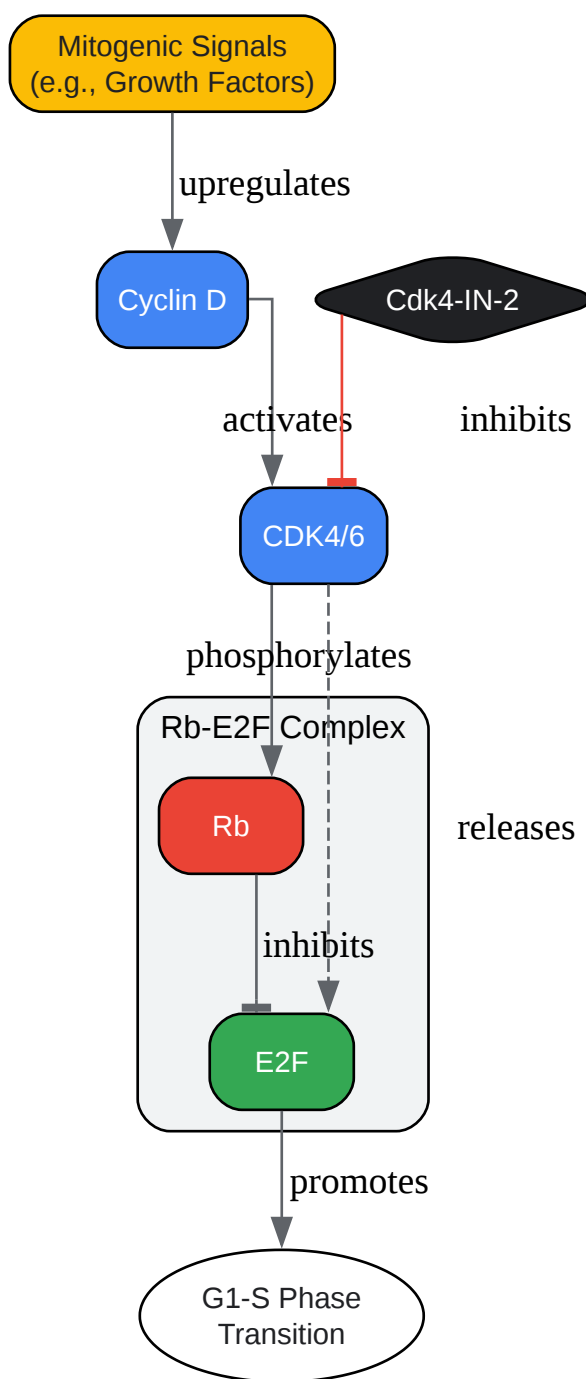 Mitogenic Signals
(e.g., Growth Factors)
upregulates
Cyclin D
Cdk4-IN-2
activates
inhibits
CDK4/6
phosphorylates
Rb-E2F Complex
Rb
releases
inhibits
E2F
promotes
G1-S Phase
Transition